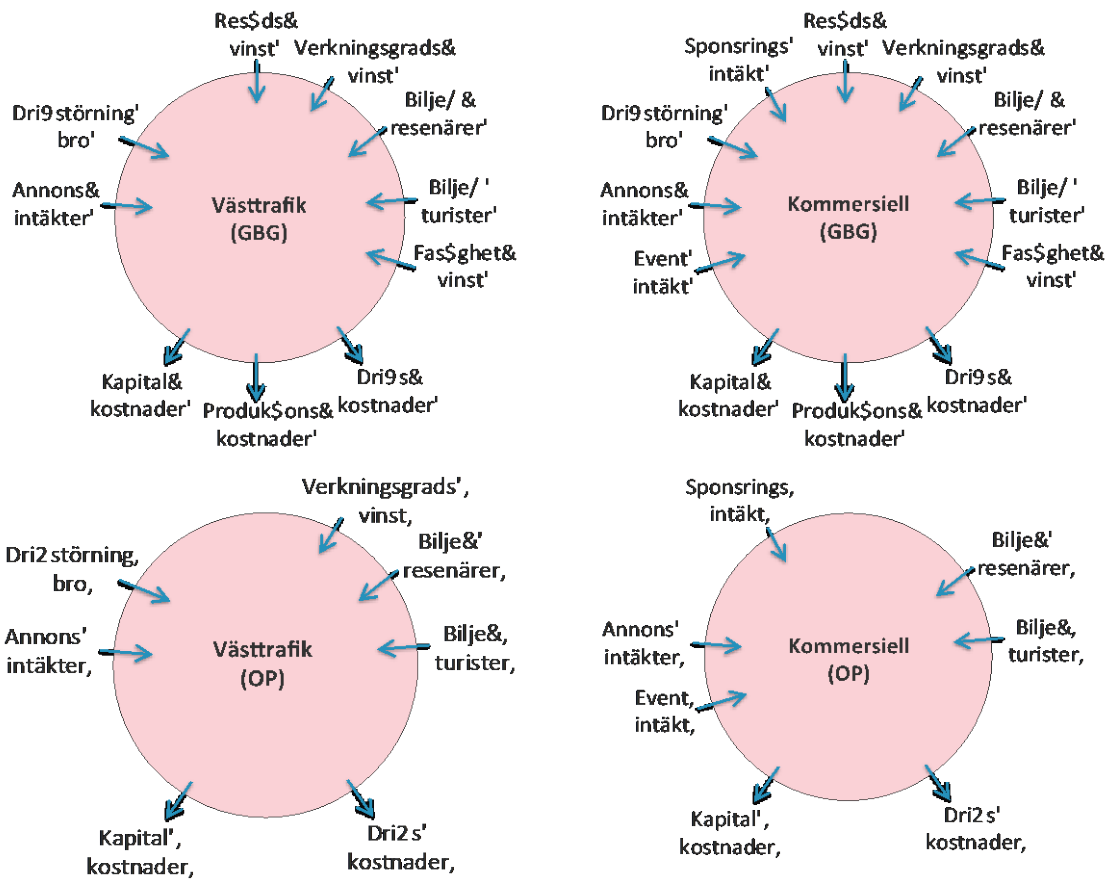 Res$ds&
vinst'
Verkningsgrads&
vinst'
Dri9 störning'
bro'
Bilje/ &
resenärer'
Annons&
intäkter'
Västtrafik
(GBG)
Bilje/ '
turister'
Fas$ghet&
vinst'
Kapital&
kostnader'
Produk$ons&
kostnader'
Dri9 s&
kostnader'
Sponsrings'
intäkt'
Res$ds&
vinst'
Verkningsgrads&
vinst'
Dri9 störning'
bro'
Bilje/ &
resenärer'
Annons&
intäkter'
Kommersiell
(GBG)
Bilje/ '
turister'
Event'
intäkt'
Fas$ghet&
vinst'
Kapital&
kostnader'
Produk$ons&
kostnader'
Dri9 s&
kostnader'
Verkningsgrads',
vinst,
Dri2 störning,
bro,
Bilje&'
resenärer,
Annons'
intäkter,
Västtrafik
(OP)
Bilje&,
turister,
Kapital',
kostnader,
Dri2 s'
kostnader,
Sponsrings,
intäkt,
Bilje&'
resenärer,
Annons'
intäkter,
Kommersiell
(OP)
Bilje&,
turister,
Event,
intäkt,
Kapital',
kostnader,
Dri2 s'
kostnader,